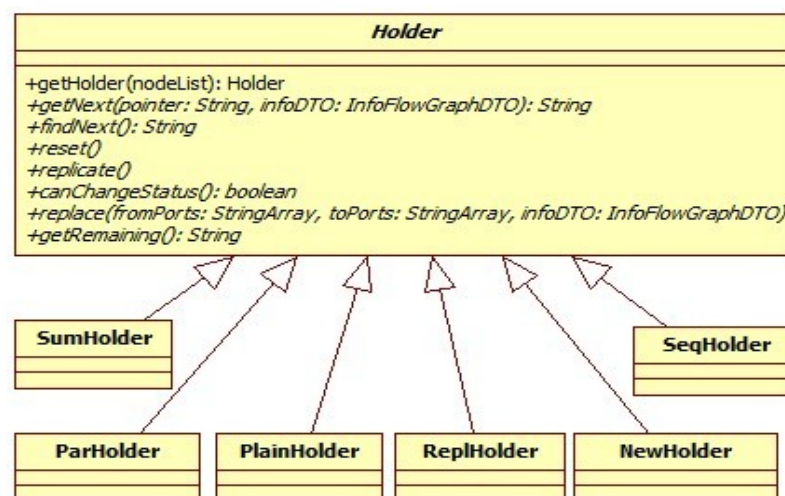 Holder
+getHolder(nodeList): Holder
+getNext(pointer: String, infoDTO: InfoFlowGraphDTO): String
+findNext(): String
+reset()
+replicate()
+canChangeStatus(): boolean
+replace(fromPorts: StringArray, toPorts: StringArray, infoDTO: InfoFlowGraphDTO)
+getRemaining(): String
SumHolder
SeqHolder
ParHolder
PlainHolder
ReplHolder
NewHolder